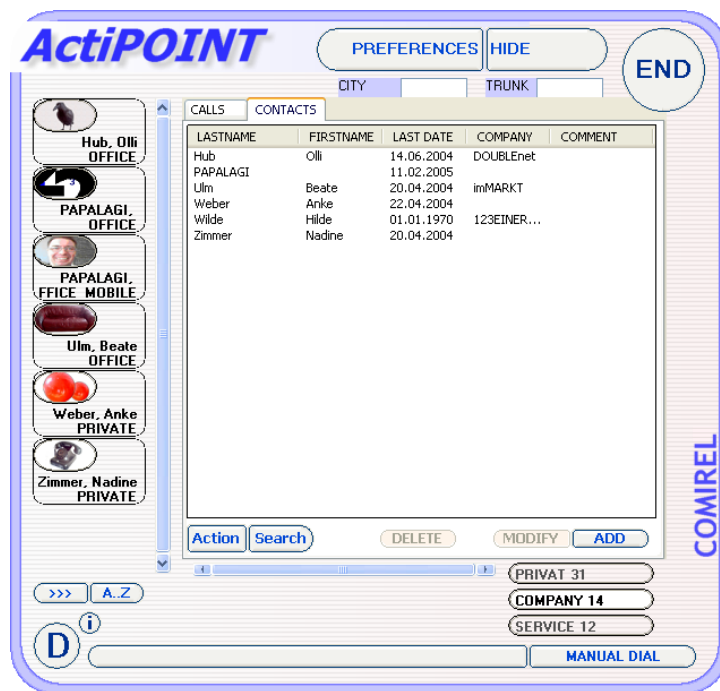 ActiPOINT
PREFERENCES HIDE
END
CITY TRUNK
CALLS CONTACTS
LASTNAME FIRSTNAME LAST DATE COMPANY COMMENT
Hub Olli 14.06.2004 DOUBLEnet
PAPALAGI 11.02.2005
Ulm Beate 20.04.2004 imMARKT
Weber Anke 22.04.2004
Wilde Hilde 01.01.1970 123EINER...
Zimmer Nadine 20.04.2004
Hub, Olli
OFFICE
PAPALAGI,
OFFICE
PAPALAGI,
FFICE MOBILE
Ulm, Beate
OFFICE
Weber, Anke
PRIVATE
Zimmer, Nadine
PRIVATE
COMIREL
Action Search DELETE MODIFY ADD
PRIVAT 31
COMPANY 14
SERVICE 12
>>> A..Z
D i
MANUAL DIAL